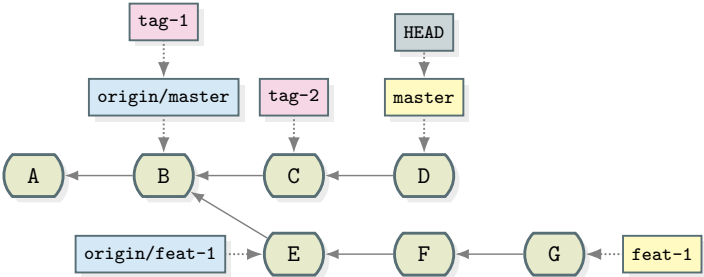 tag-1
HEAD
origin/master
tag-2
master
A
B
C
D
origin/feat-1
E
F
G
feat-1